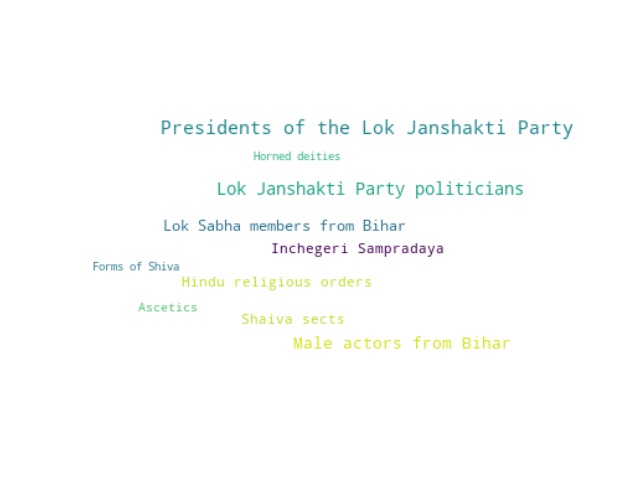 Presidents of the Lok Janshakti Party
Horned deities
Lok Janshakti Party politicians
Lok Sabha members from Bihar
Inchegeri Sampradaya
Forms of Shiva
Hindu religious orders
Ascetics
Shaiva sects
Male actors from Bihar